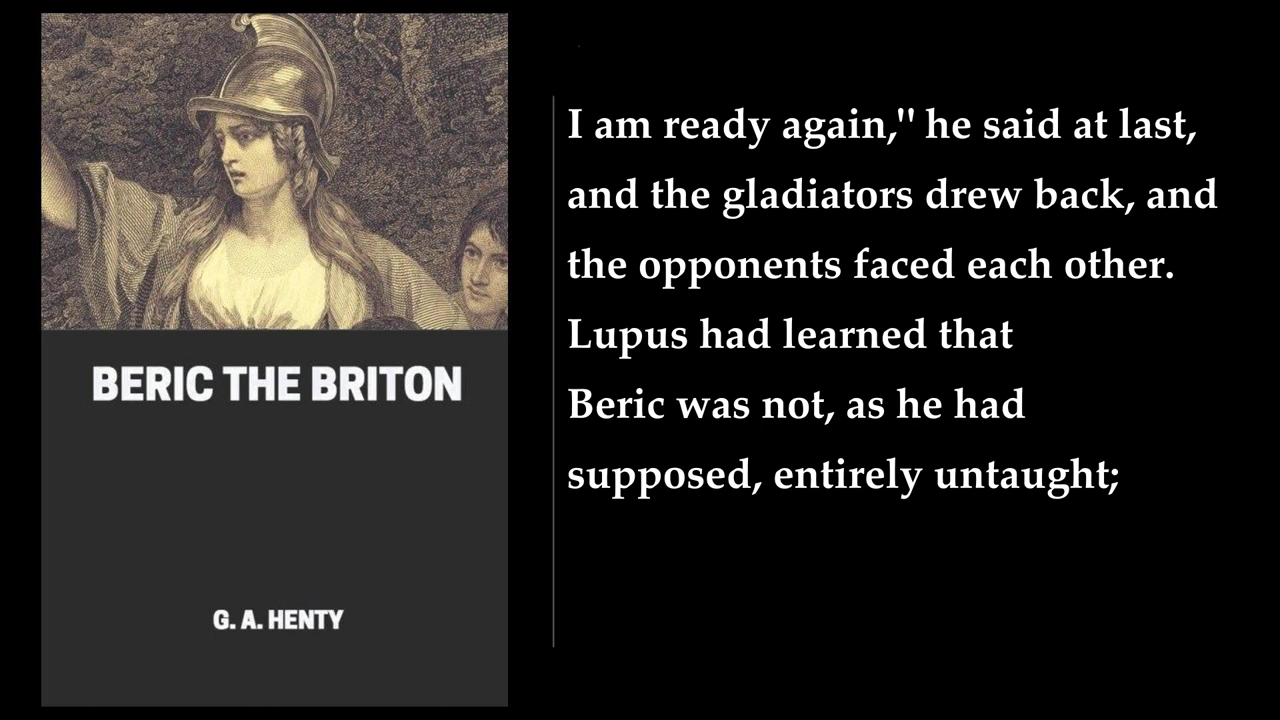 BERIC THE BRITON
G. A. HENTY
I am ready again," he said at last,
and the gladiators drew back, and
the opponents faced each other.
Lupus had learned that
Beric was not, as he had
supposed, entirely untaught;